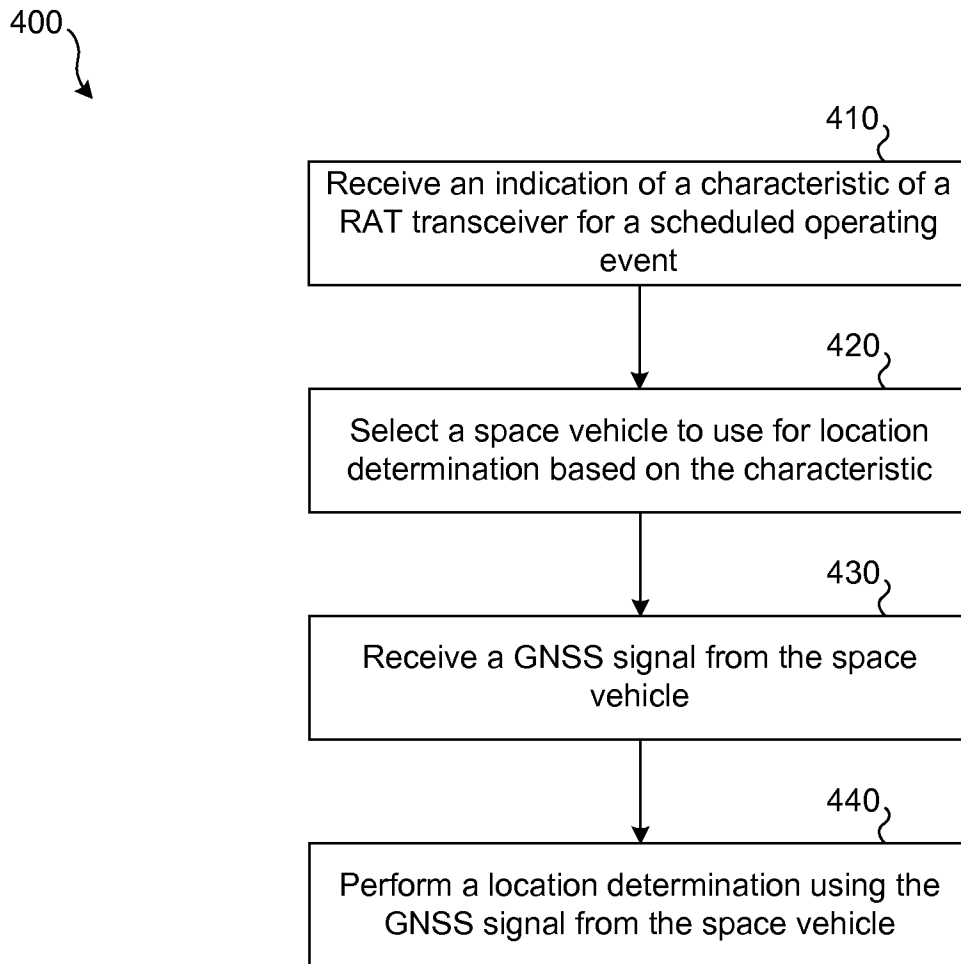 400
410
Receive an indication of a characteristic of a
RAT transceiver for a scheduled operating
event
420
Select a space vehicle to use for location
determination based on the characteristic
430
Receive a GNSS signal from the space
vehicle
440
Perform a location determination using the
GNSS signal from the space vehicle